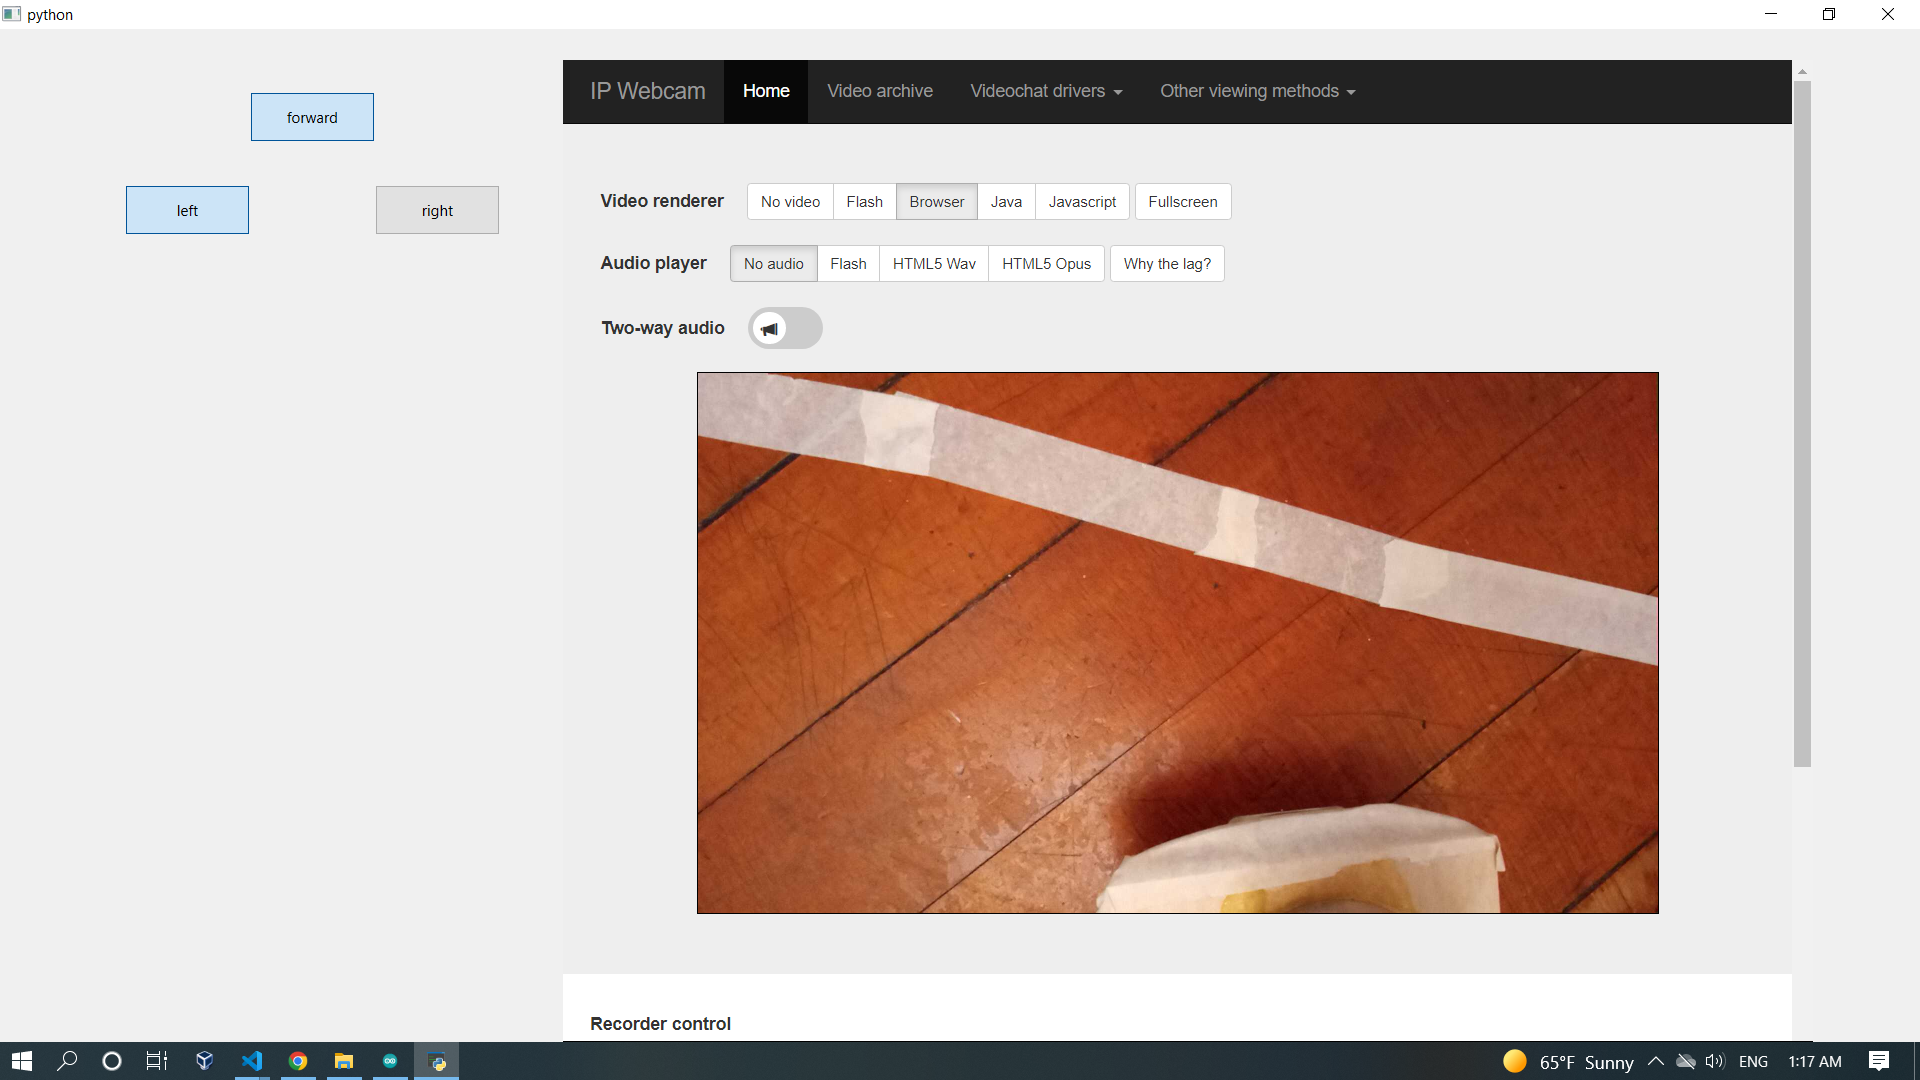 python
forward
left
right
IP Webcam Home Video archive Videochat drivers Other viewing methods
Video renderer No video Flash Browser Java Javascript Fullscreen
Audio player No audio Flash HTML5 Wav HTML5 Opus Why the lag?
Two-way audio
Recorder control
65°F Sunny ENG 1:17 AM